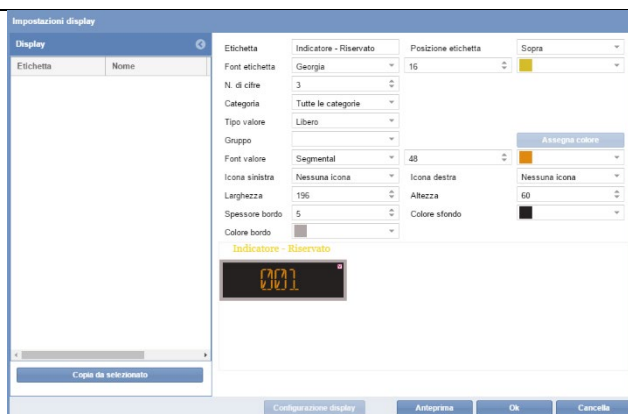 Impostazioni display
Display
Etichetta Nome
Copia da selezionato
Etichetta Indicatore - Riservato Posizione etichetta Sopra
Font etichetta Georgia 16
N. di cifre 3
Categoria Tutte le categorie
Tipo valore Libero
Gruppo Assegna colore
Font valore Segmental 48
Icona sinistra Nessuna icona Icona destra Nessuna icona
Larghezza 196 Altezza 60
Spessore bordo 5 Colore sfondo
Colore bordo
Indicatore - Riservato
001
Configurazione display Anteprima Ok Cancella